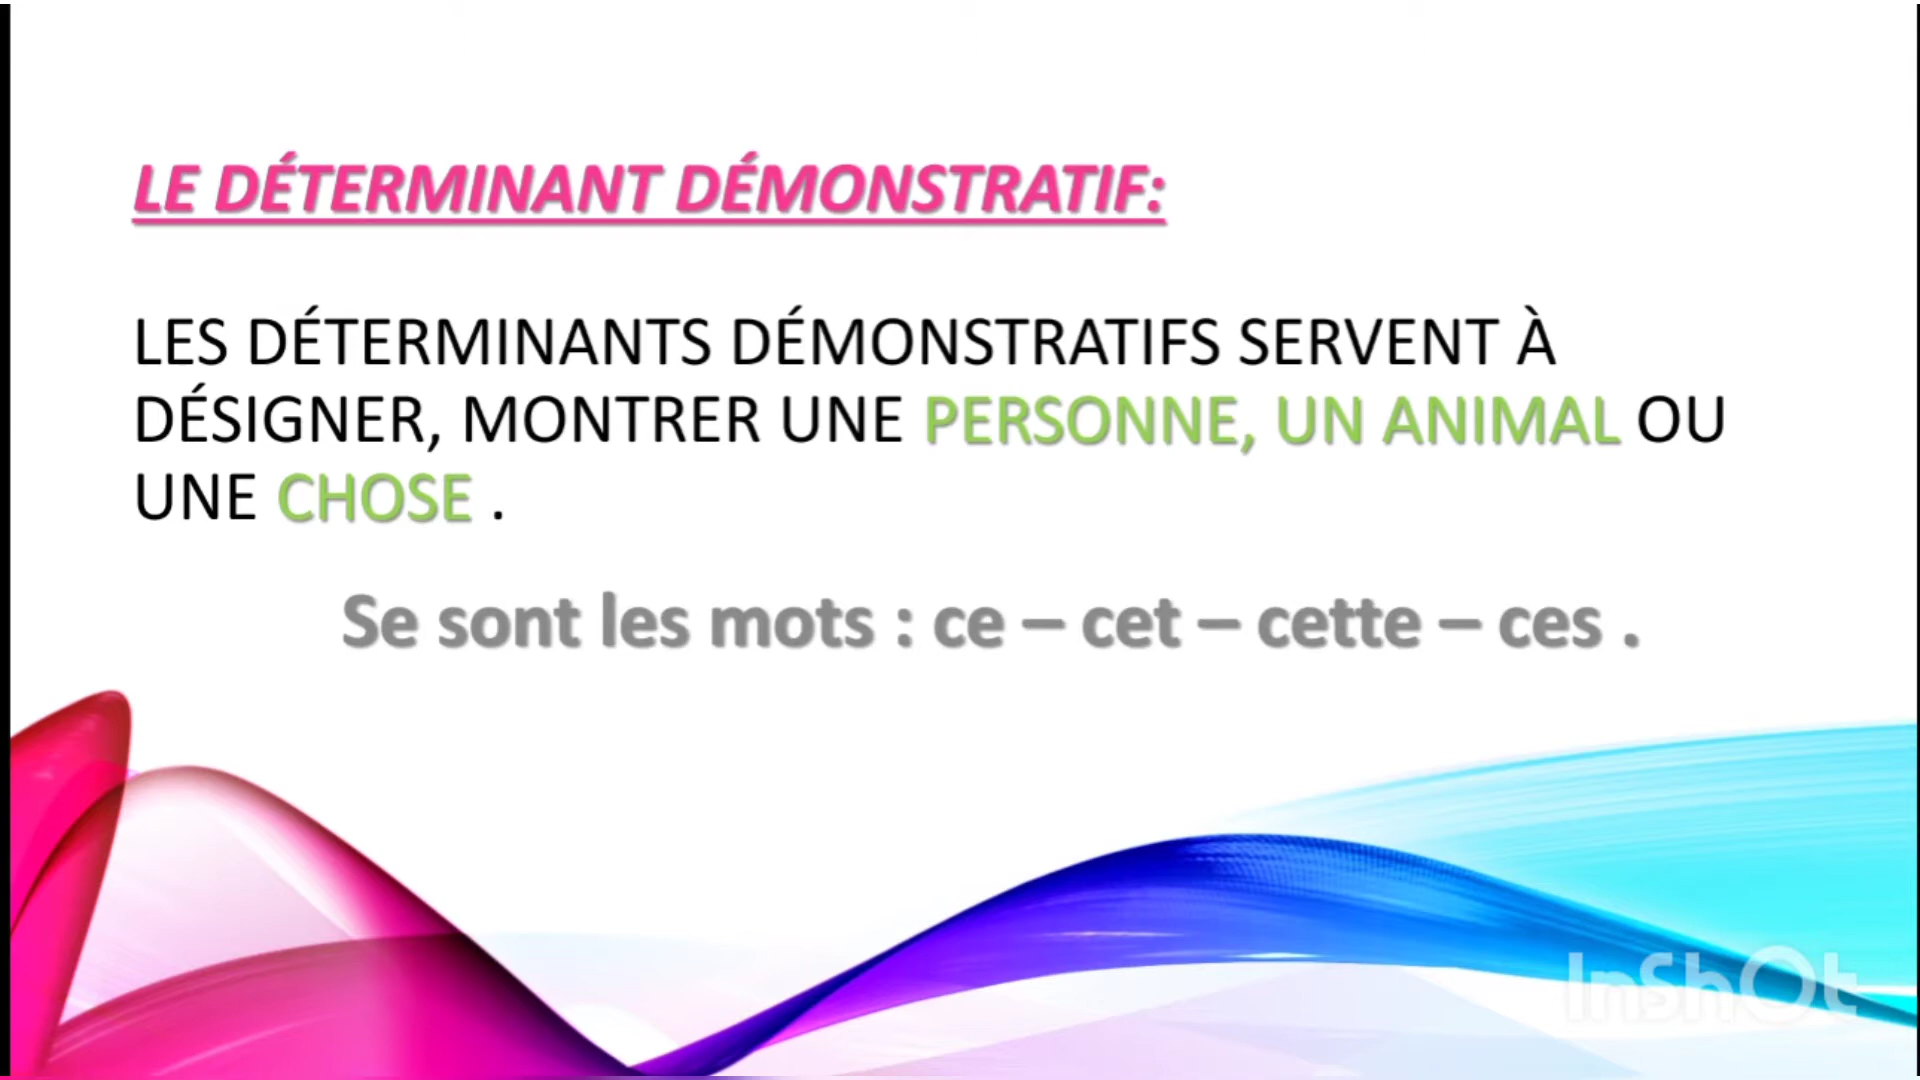 LE DÉTERMINANT DÉMONSTRATIF:
LES DÉTERMINANTS DÉMONSTRATIFS SERVENT À
DÉSIGNER, MONTRER UNE PERSONNE, UN ANIMAL OU
UNE CHOSE .
Se sont les mots : ce – cet – cette – ces .
InShOt